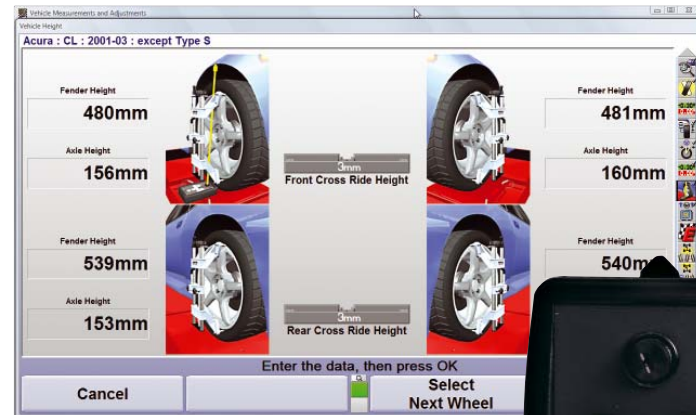 Vehicle Measurements and Adjustments
Vehicle Height
Acura : CL : 2001-03 : except Type S
Fender Height
480mm
Axle Height
156mm
Fender Height
481mm
Axle Height
160mm
3mm
Front Cross Ride Height
Fender Height
539mm
Axle Height
153mm
Fender Height
540mm
3mm
Rear Cross Ride Height
Enter the data, then press OK
Cancel
Select
Next Wheel